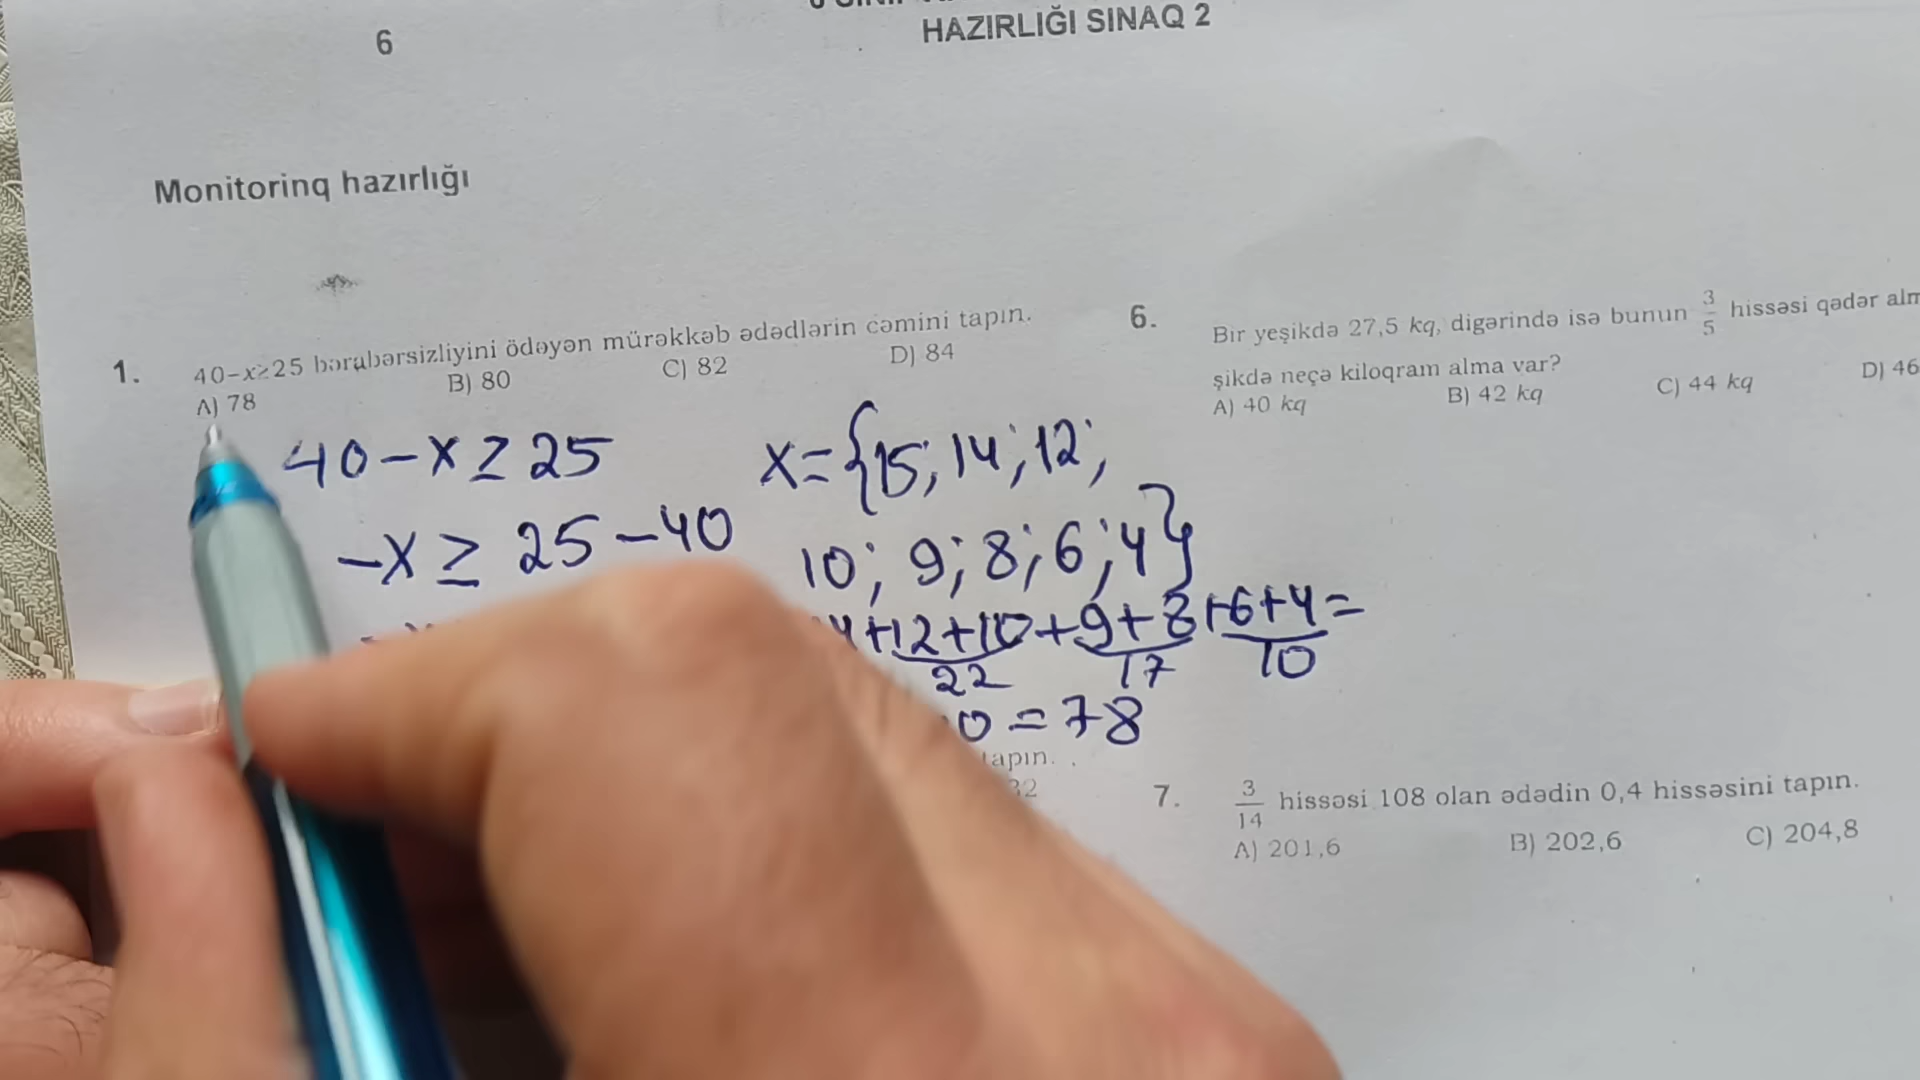 6
HAZIRLIĞI SINAQ 2
Monitorinq hazırlığı
1. 40-x≥25 bərabərsizliyini ödəyən mürəkkəb ədədlərin cəmini tapın.
A) 78 B) 80 C) 82 D) 84
40-x≥25
-x≥ 25-40
x={15; 14; 12;
10; 9; 8; 6; 4}
+12+10+9+8+6+4=
22 17 10
0=78
tapın.
32
6. Bir yeşikdə 27,5 kq, digərində isə bunun 3/5 hissəsi qədər
şikdə neçə kiloqram alma var?
A) 40 kq B) 42 kq C) 44 kq D) 46
7. 3/14 hissəsi 108 olan ədədin 0,4 hissəsini tapın.
A) 201,6 B) 202,6 C) 204,8